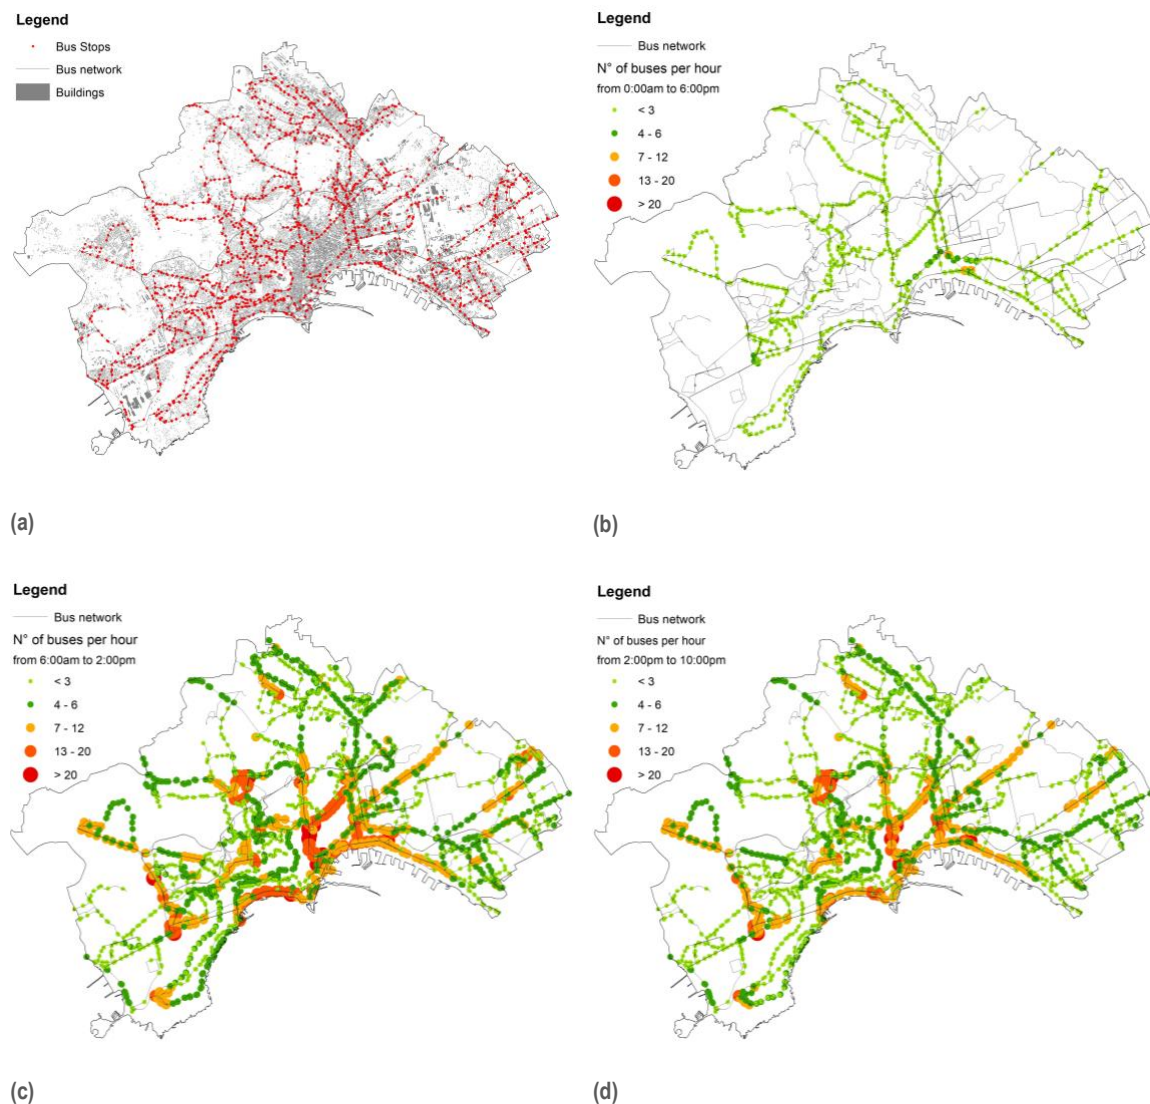 Legend
Bus Stops
Bus network
Buildings
(a)
Legend
Bus network
N° of buses per hour
from 0:00am to 6:00pm
< 3
4 - 6
7 - 12
13 - 20
> 20
(b)
Legend
Bus network
N° of buses per hour
from 6:00am to 2:00pm
< 3
4 - 6
7 - 12
13 - 20
> 20
(c)
Legend
Bus network
N° of buses per hour
from 2:00pm to 10:00pm
< 3
4 - 6
7 - 12
13 - 20
> 20
(d)